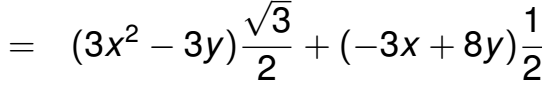 = (3x² − 3y)√3/2 + (−3x + 8y)1/2